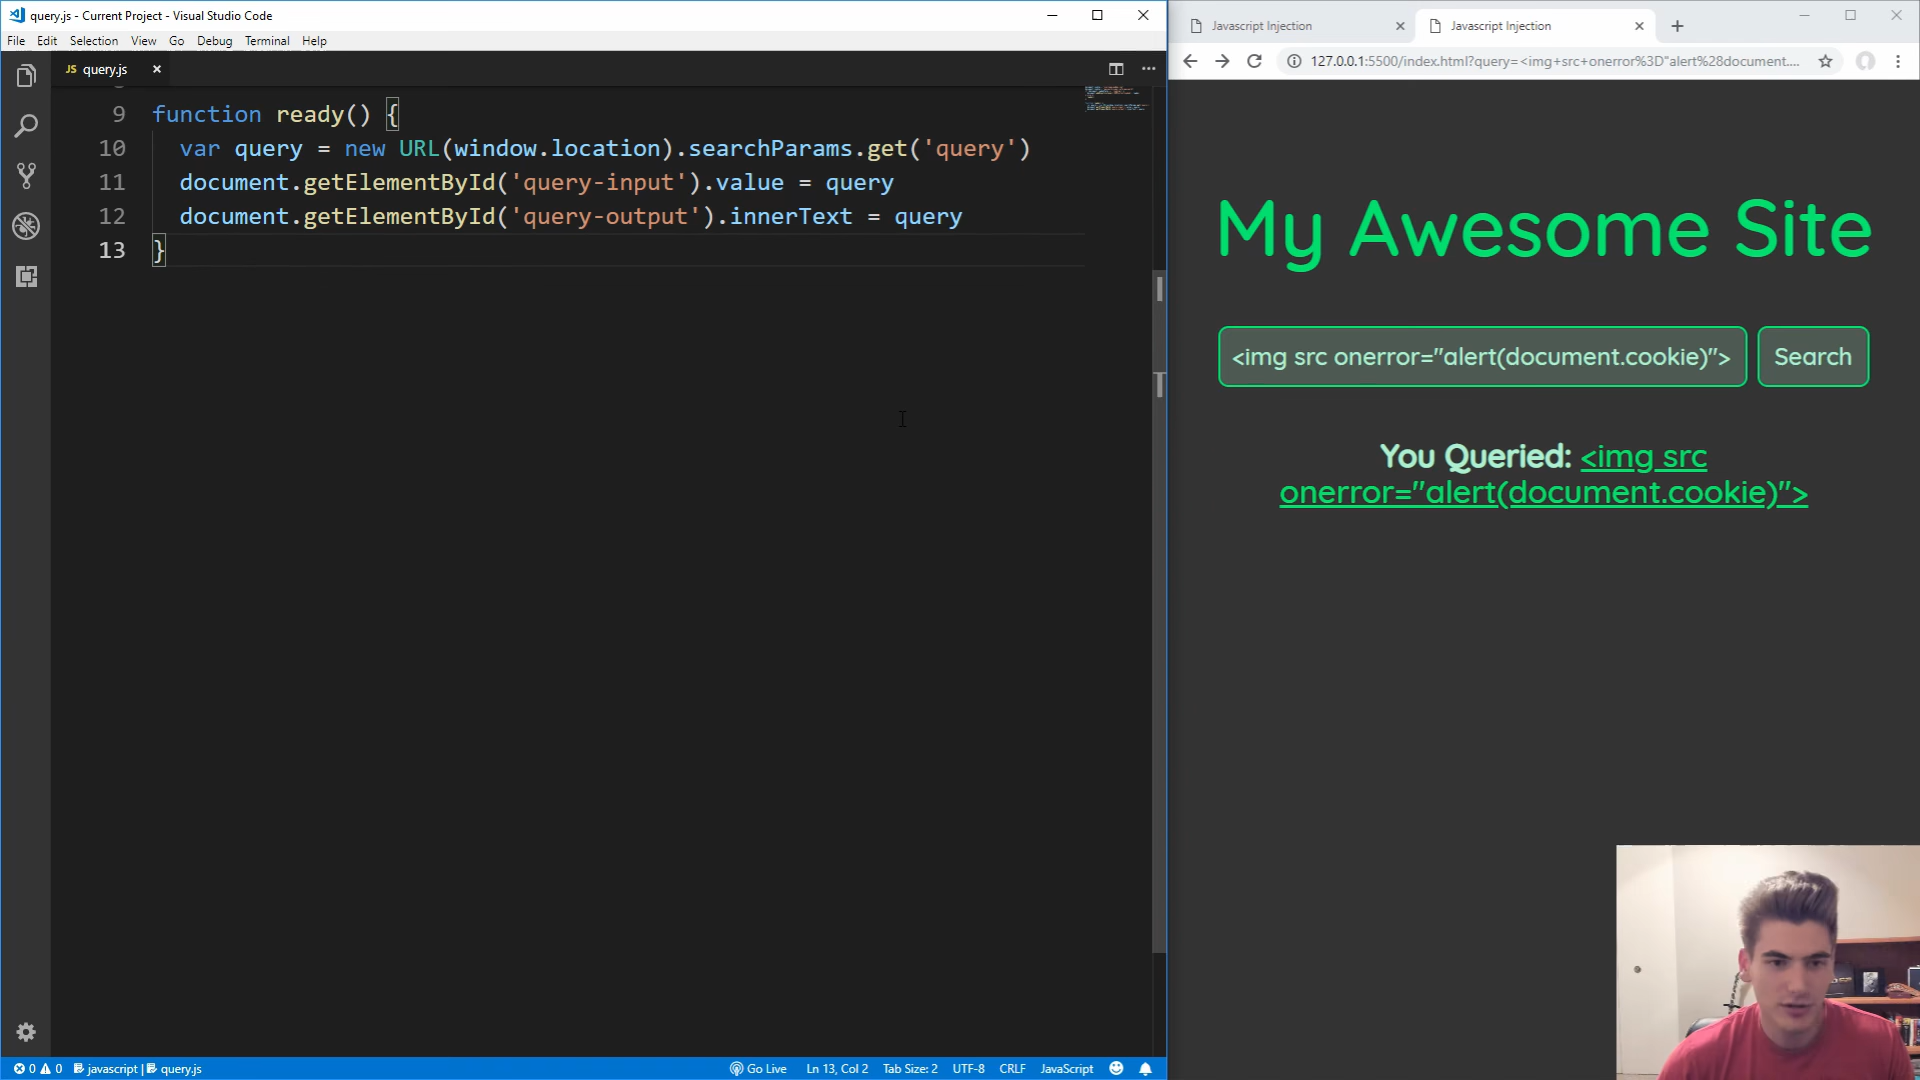 query.js - Current Project - Visual Studio Code
File Edit Selection View Go Debug Terminal Help
JS query.js
9 function ready() {
10 var query = new URL(window.location).searchParams.get('query')
11 document.getElementById('query-input').value = query
12 document.getElementById('query-output').innerText = query
13 }
0 0 javascript | query.js
Go Live Ln 13, Col 2 Tab Size: 2 UTF-8 CRLF JavaScript
Javascript Injection
Javascript Injection
127.0.0.1:5500/index.html?query=<img+src+onerror%3D"alert%28document....
My Awesome Site
<img src onerror="alert(document.cookie)">
Search
You Queried: <img src
onerror="alert(document.cookie)">